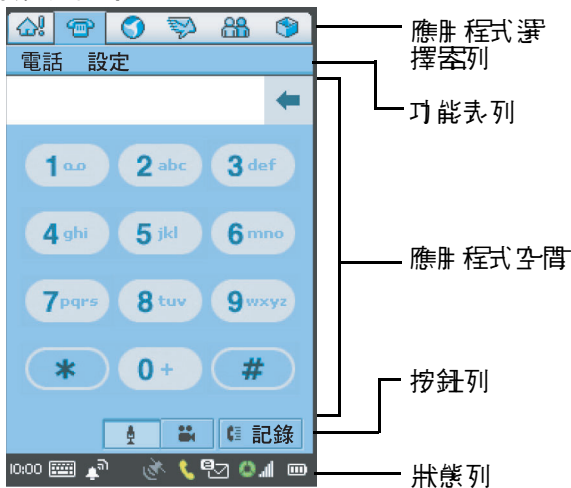 應用程式選
擇器列
電話 設定
功能表列
1 2 abc 3 def
4 ghi 5 jkl 6 mno
應用程式空間
7 pqrs 8 tuv 9 wxyz
* 0 + #
按鈕列
記錄
10:00
狀態列